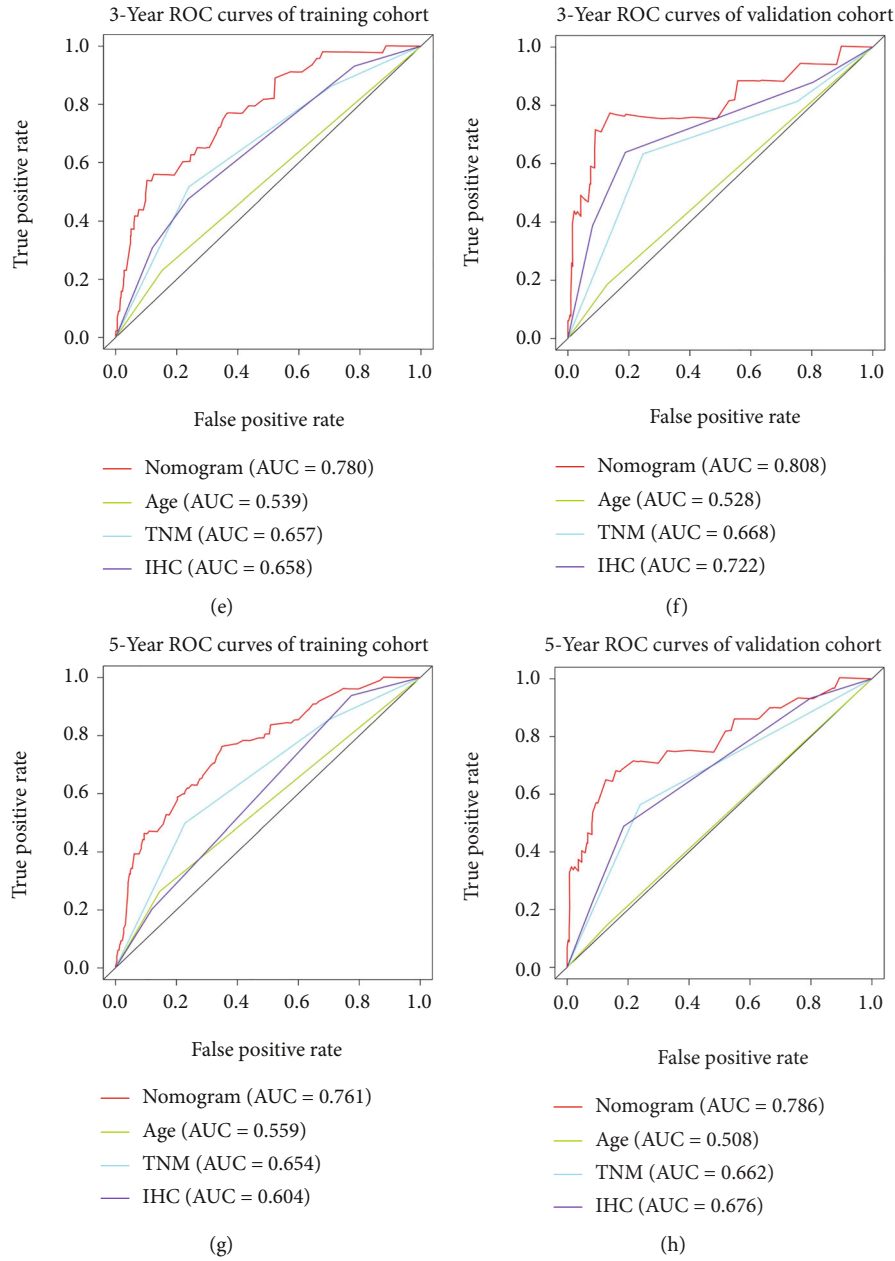 3-Year ROC curves of training cohort
1.0
0.8
0.6
0.4
0.2
0.0
True positive rate
0.0 0.2 0.4 0.6 0.8 1.0
False positive rate
Nomogram (AUC = 0.780)
Age (AUC = 0.539)
TNM (AUC = 0.657)
IHC (AUC = 0.658)
(e)
3-Year ROC curves of validation cohort
1.0
0.8
0.6
0.4
0.2
0.0
True positive rate
0.0 0.2 0.4 0.6 0.8 1.0
False positive rate
Nomogram (AUC = 0.808)
Age (AUC = 0.528)
TNM (AUC = 0.668)
IHC (AUC = 0.722)
(f)
5-Year ROC curves of training cohort
1.0
0.8
0.6
0.4
0.2
0.0
True positive rate
0.0 0.2 0.4 0.6 0.8 1.0
False positive rate
Nomogram (AUC = 0.761)
Age (AUC = 0.559)
TNM (AUC = 0.654)
IHC (AUC = 0.604)
(g)
5-Year ROC curves of validation cohort
1.0
0.8
0.6
0.4
0.2
0.0
True positive rate
0.0 0.2 0.4 0.6 0.8 1.0
False positive rate
Nomogram (AUC = 0.786)
Age (AUC = 0.508)
TNM (AUC = 0.662)
IHC (AUC = 0.676)
(h)